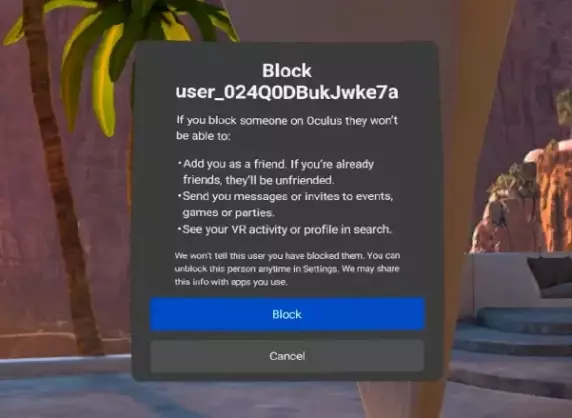 Block
user_024Q0DBukJwke7a
If you block someone on Oculus they won't
be able to:
•Add you as a friend. If you're already
friends, they'll be unfriended.
•Send you messages or invites to events,
games or parties.
•See your VR activity or profile in search.
We won't tell this user you have blocked them. You can
unblock this person anytime in Settings. We may share
this info with apps you use.
Block
Cancel